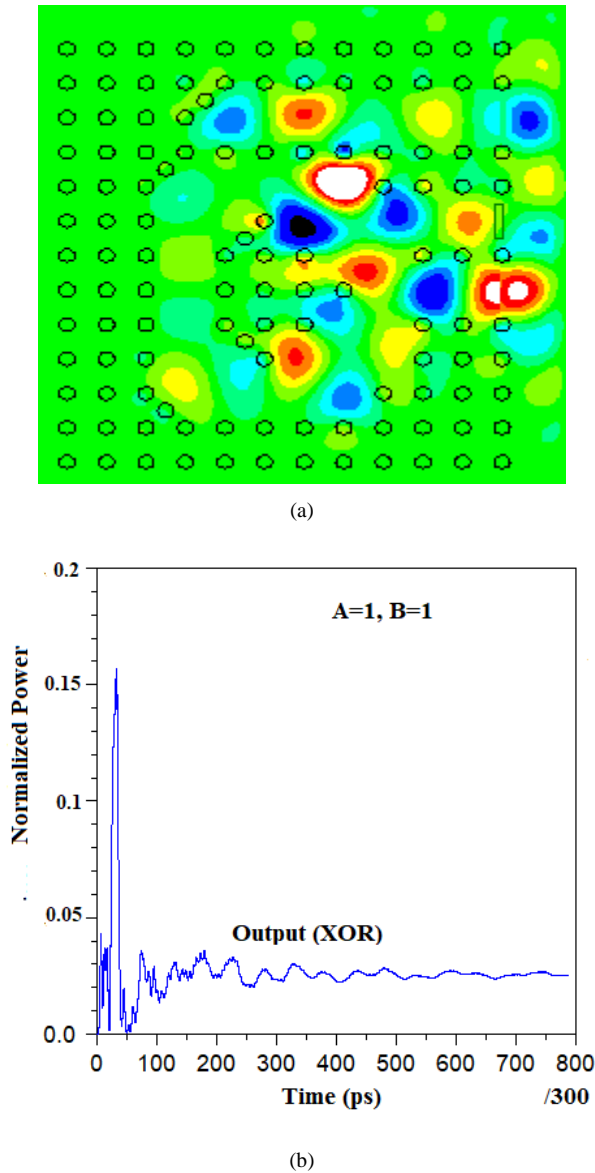 (a)
0.2
A=1, B=1
0.15
Normalized Power
0.1
0.05
Output (XOR)
0.0
0 100 200 300 400 500 600 700 800
Time (ps) /300
(b)